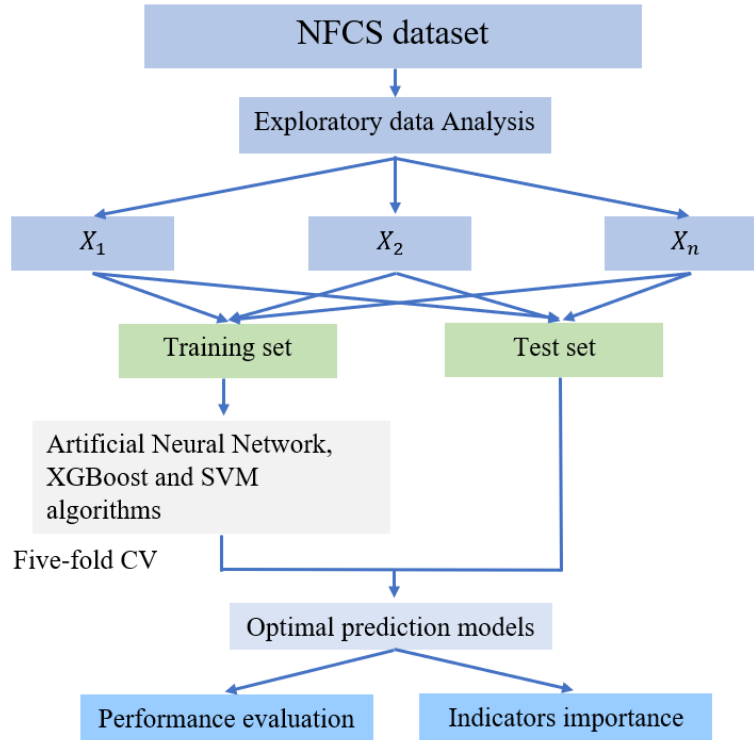 NFCS dataset
Exploratory data Analysis
X₁
X₂
Xₙ
Training set
Test set
Artificial Neural Network,
XGBoost and SVM
algorithms
Five-fold CV
Optimal prediction models
Performance evaluation
Indicators importance